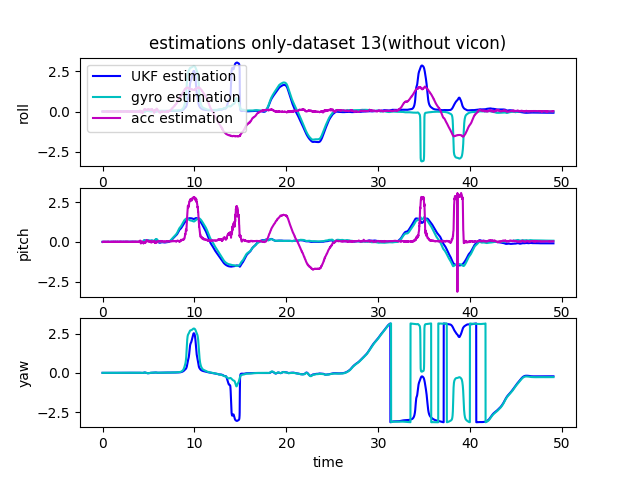 estimations only-dataset 13(without vicon)
UKF estimation
gyro estimation
acc estimation
roll
2.5
0.0
−2.5
0 10 20 30 40 50
pitch
2.5
0.0
−2.5
0 10 20 30 40 50
yaw
2.5
0.0
−2.5
0 10 20 30 40 50
time